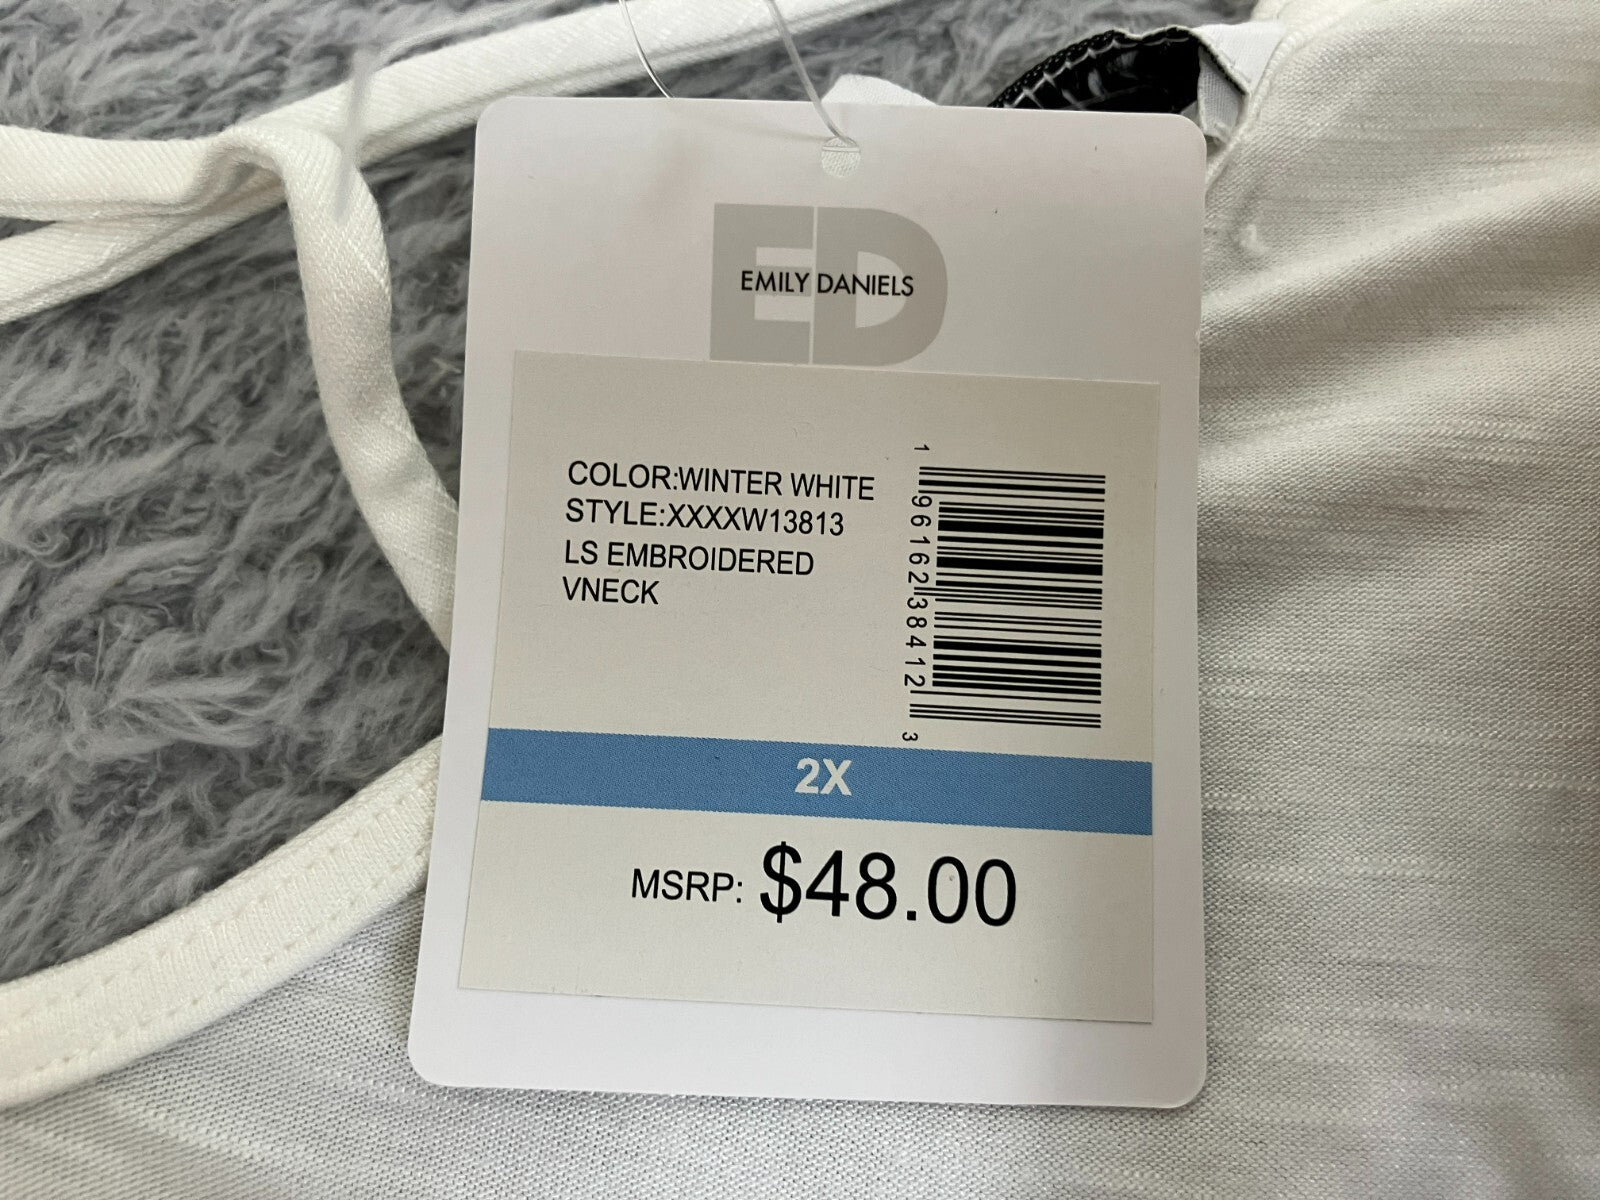 ED
EMILY DANIELS
COLOR:WINTER WHITE
STYLE:XXXXW13813
LS EMBROIDERED
VNECK
1 96162 38412 3
2X
MSRP: $48.00